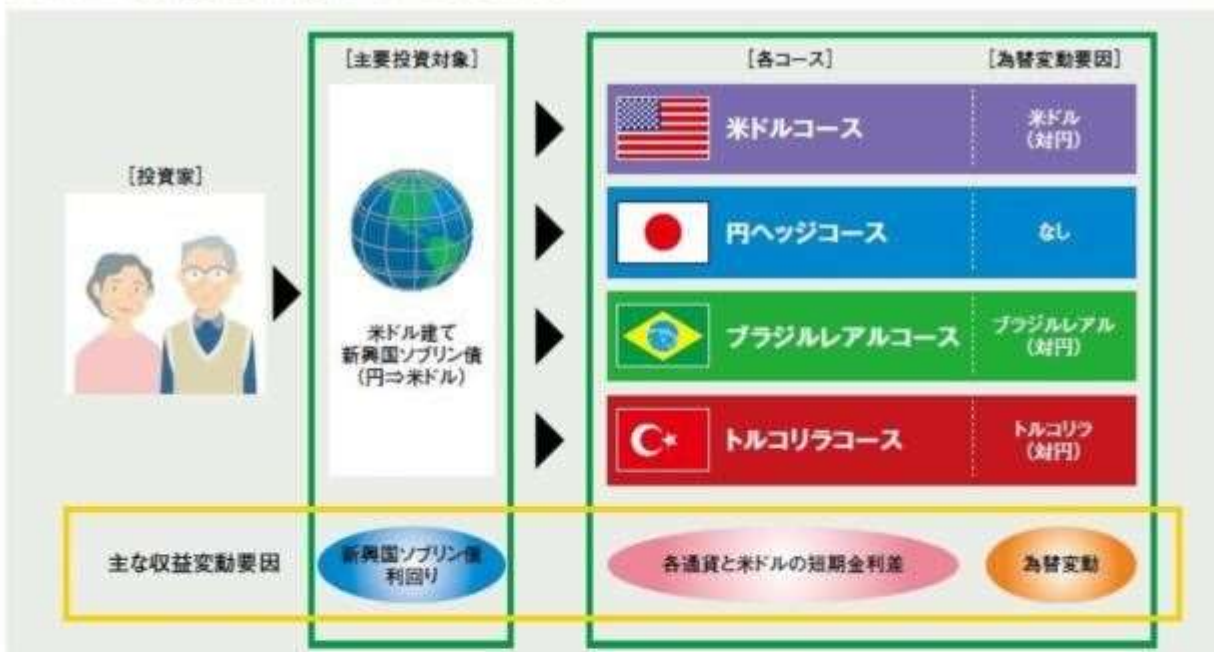 [主要投資対象]
[各コース]
[為替変動要因]
[投資家]
米ドル建て
新興国ソブリン債
(円⇒米ドル)
米ドルコース
米ドル
(対円)
円ヘッジコース
なし
ブラジルレアルコース
ブラジルレアル
(対円)
トルコリラコース
トルコリラ
(対円)
主な収益変動要因
新興国ソブリン債
利回り
各通貨と米ドルの短期金利差
為替変動